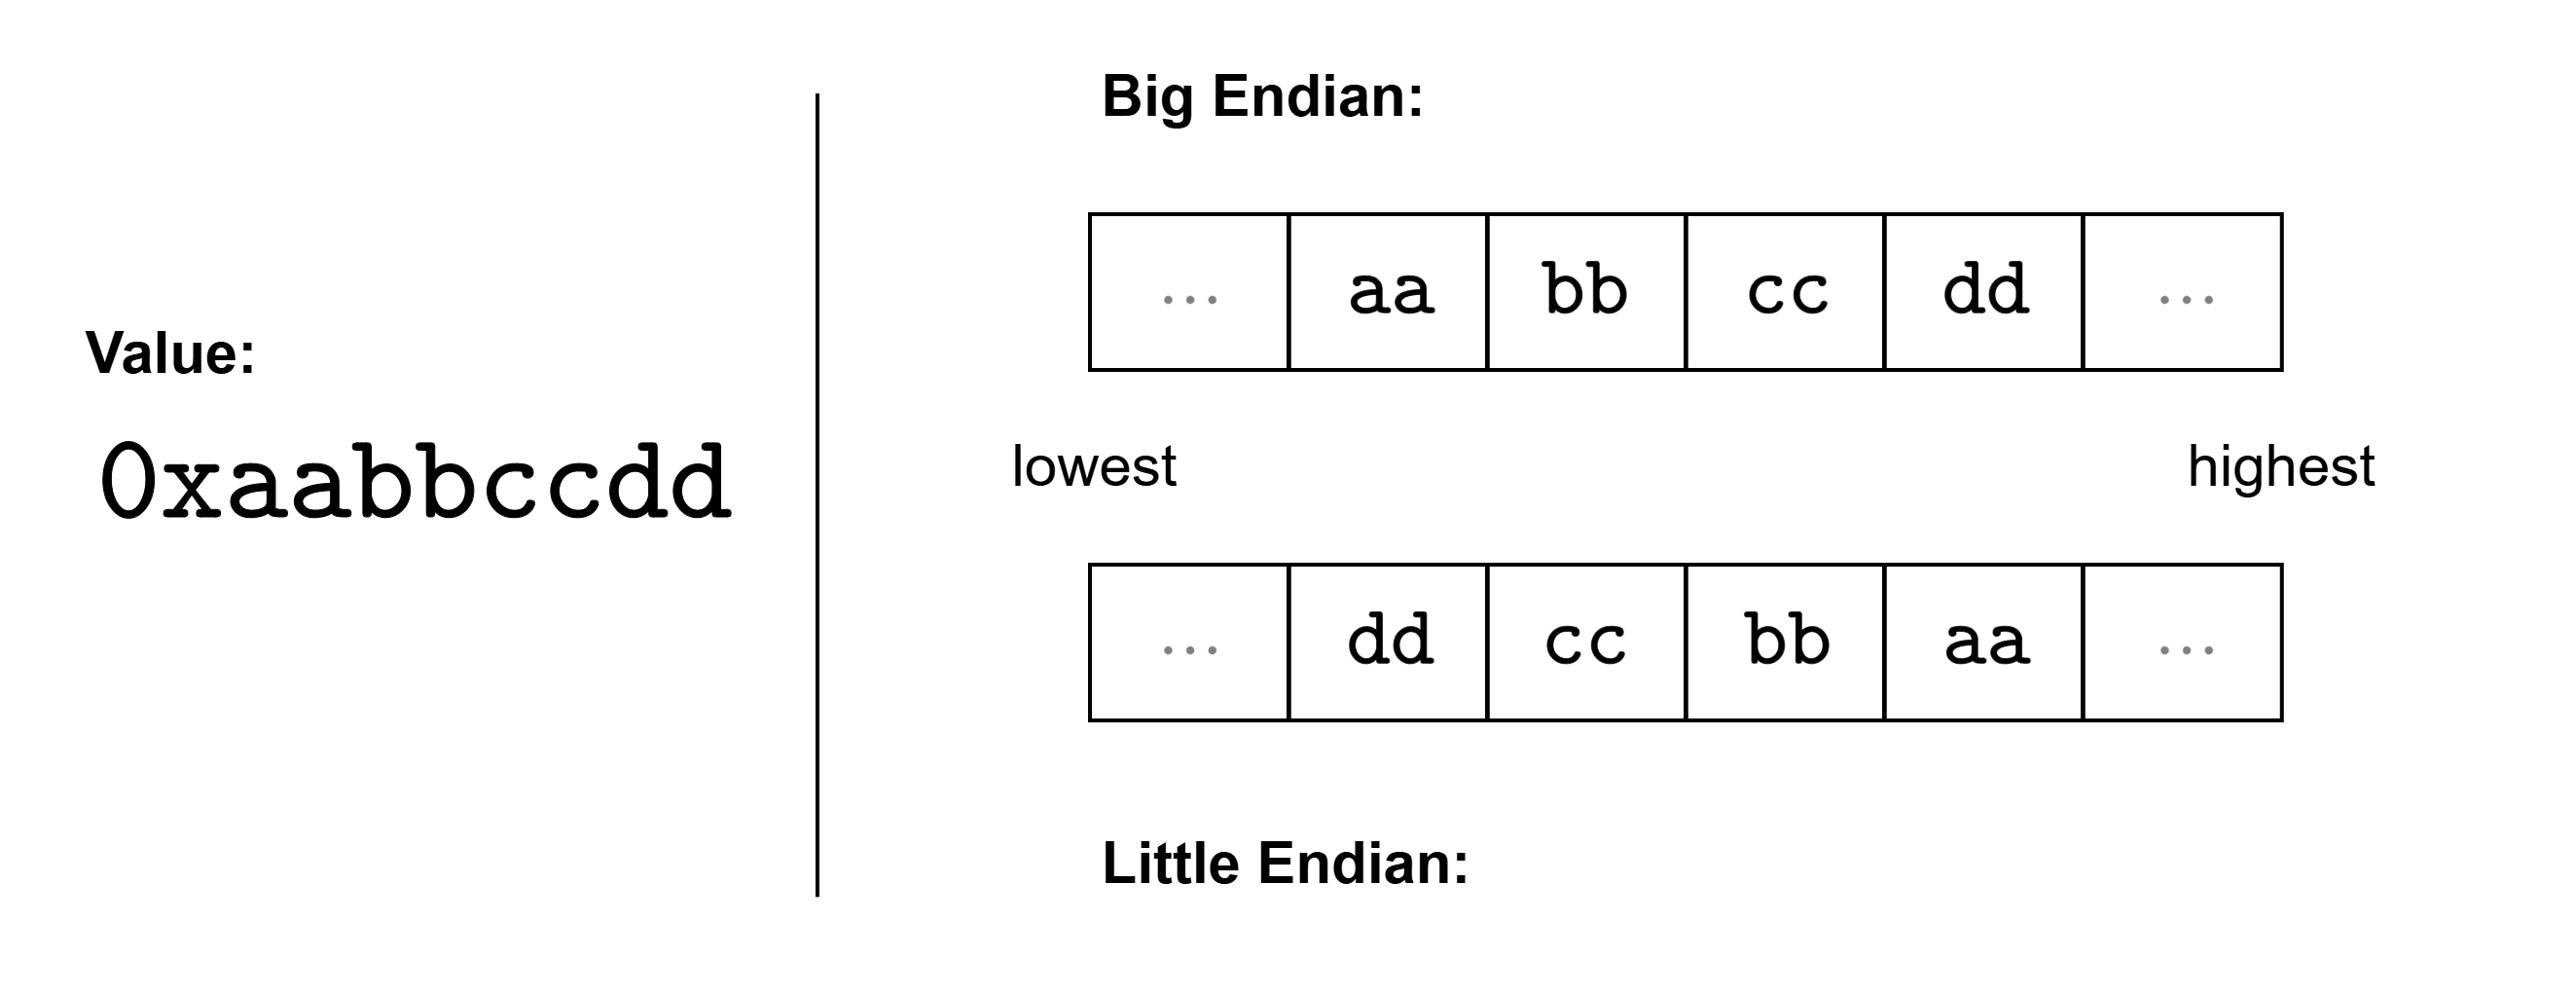 Value:
0xaabbccdd
Big Endian:
... aa bb cc dd ...
lowest highest
... dd cc bb aa ...
Little Endian: